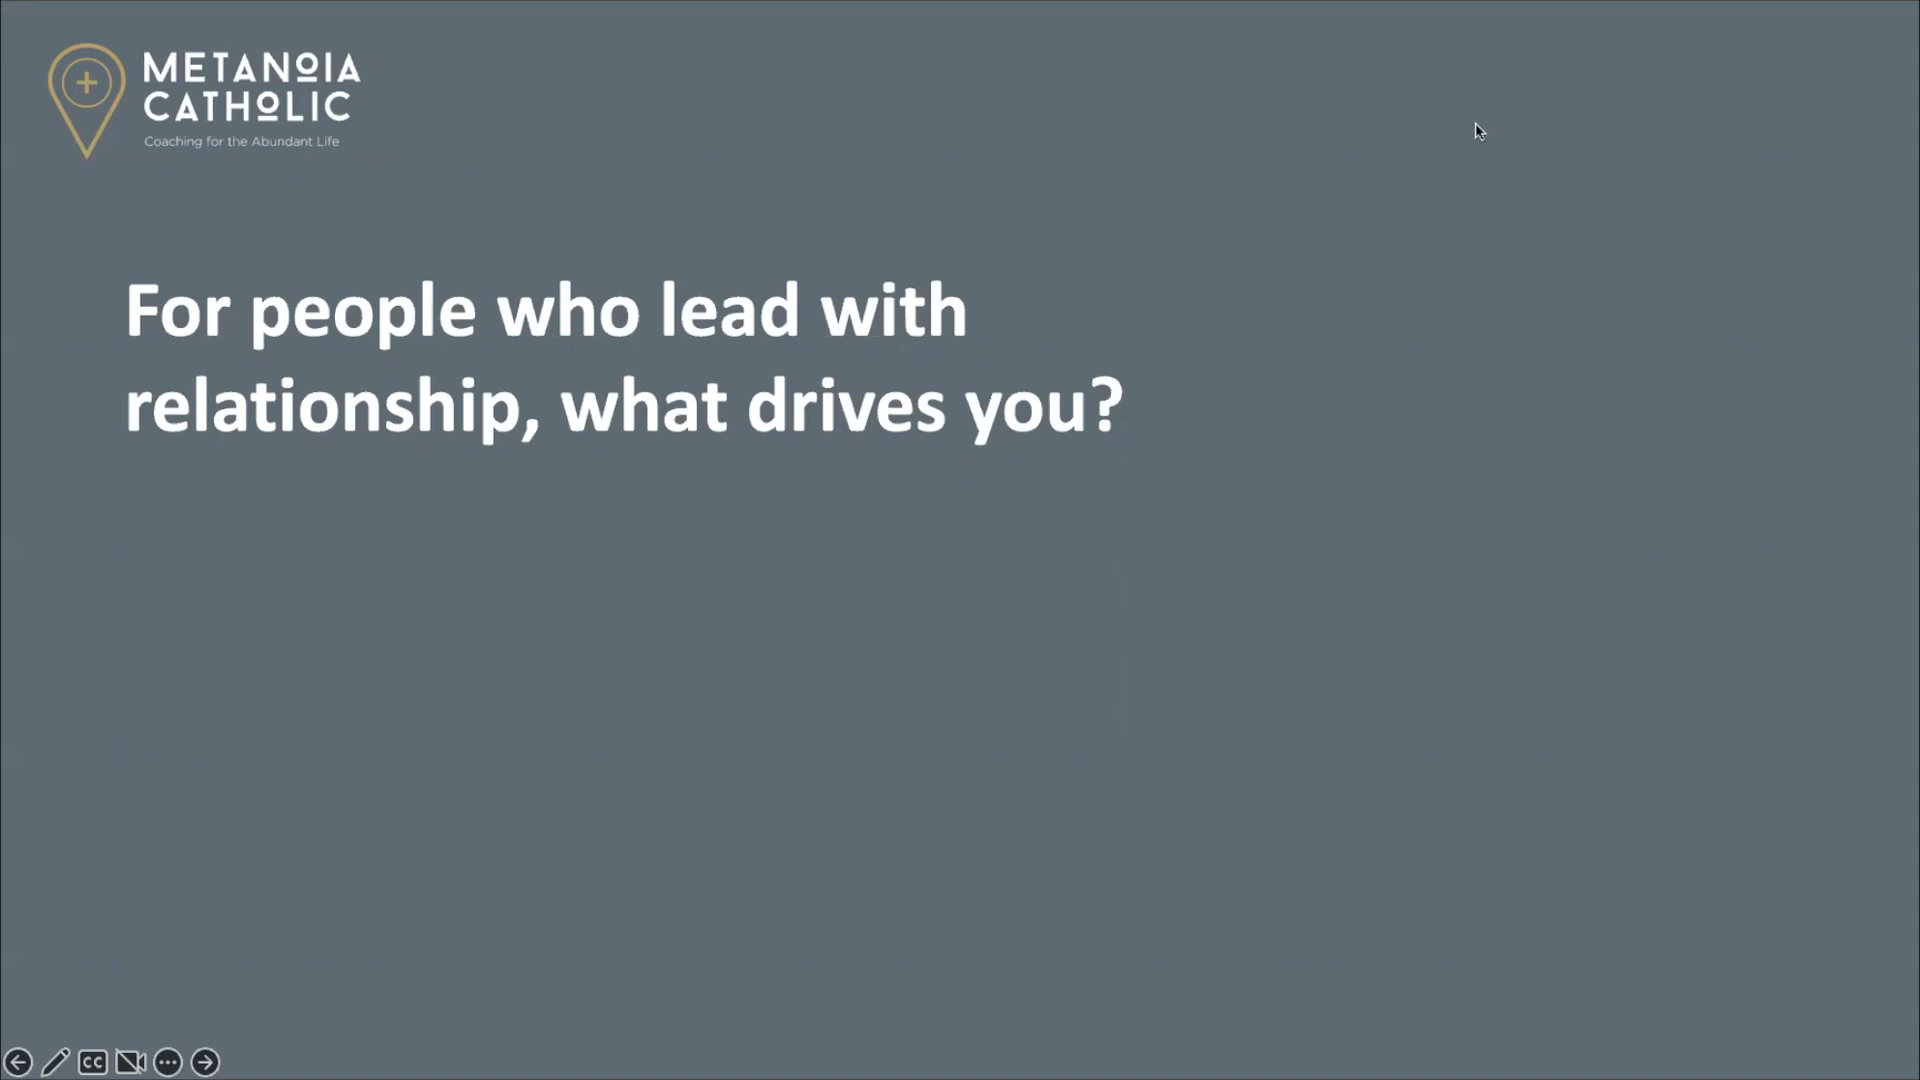 METANOIA
CATHOLIC
Coaching for the Abundant Life
For people who lead with
relationship, what drives you?
CC